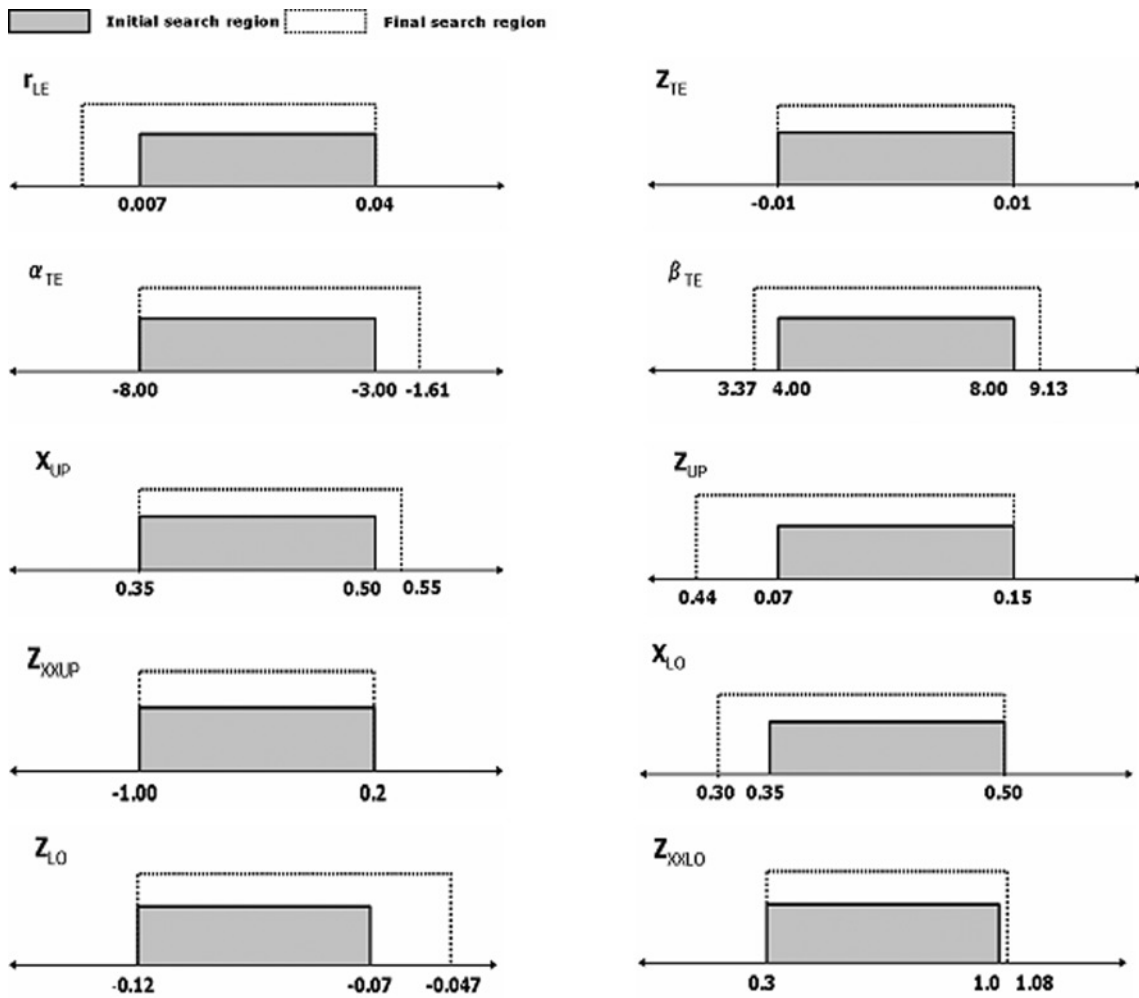 Initial search region Final search region
rLE ZTE
0.007 0.04 -0.01 0.01
αTE βTE
-8.00 -3.00 -1.61 3.37 4.00 8.00 9.13
XUP ZUP
0.35 0.50 0.55 0.44 0.07 0.15
ZXXUP XLO
-1.00 0.2 0.30 0.35 0.50
ZLO ZXXLO
-0.12 -0.07 -0.047 0.3 1.0 1.08